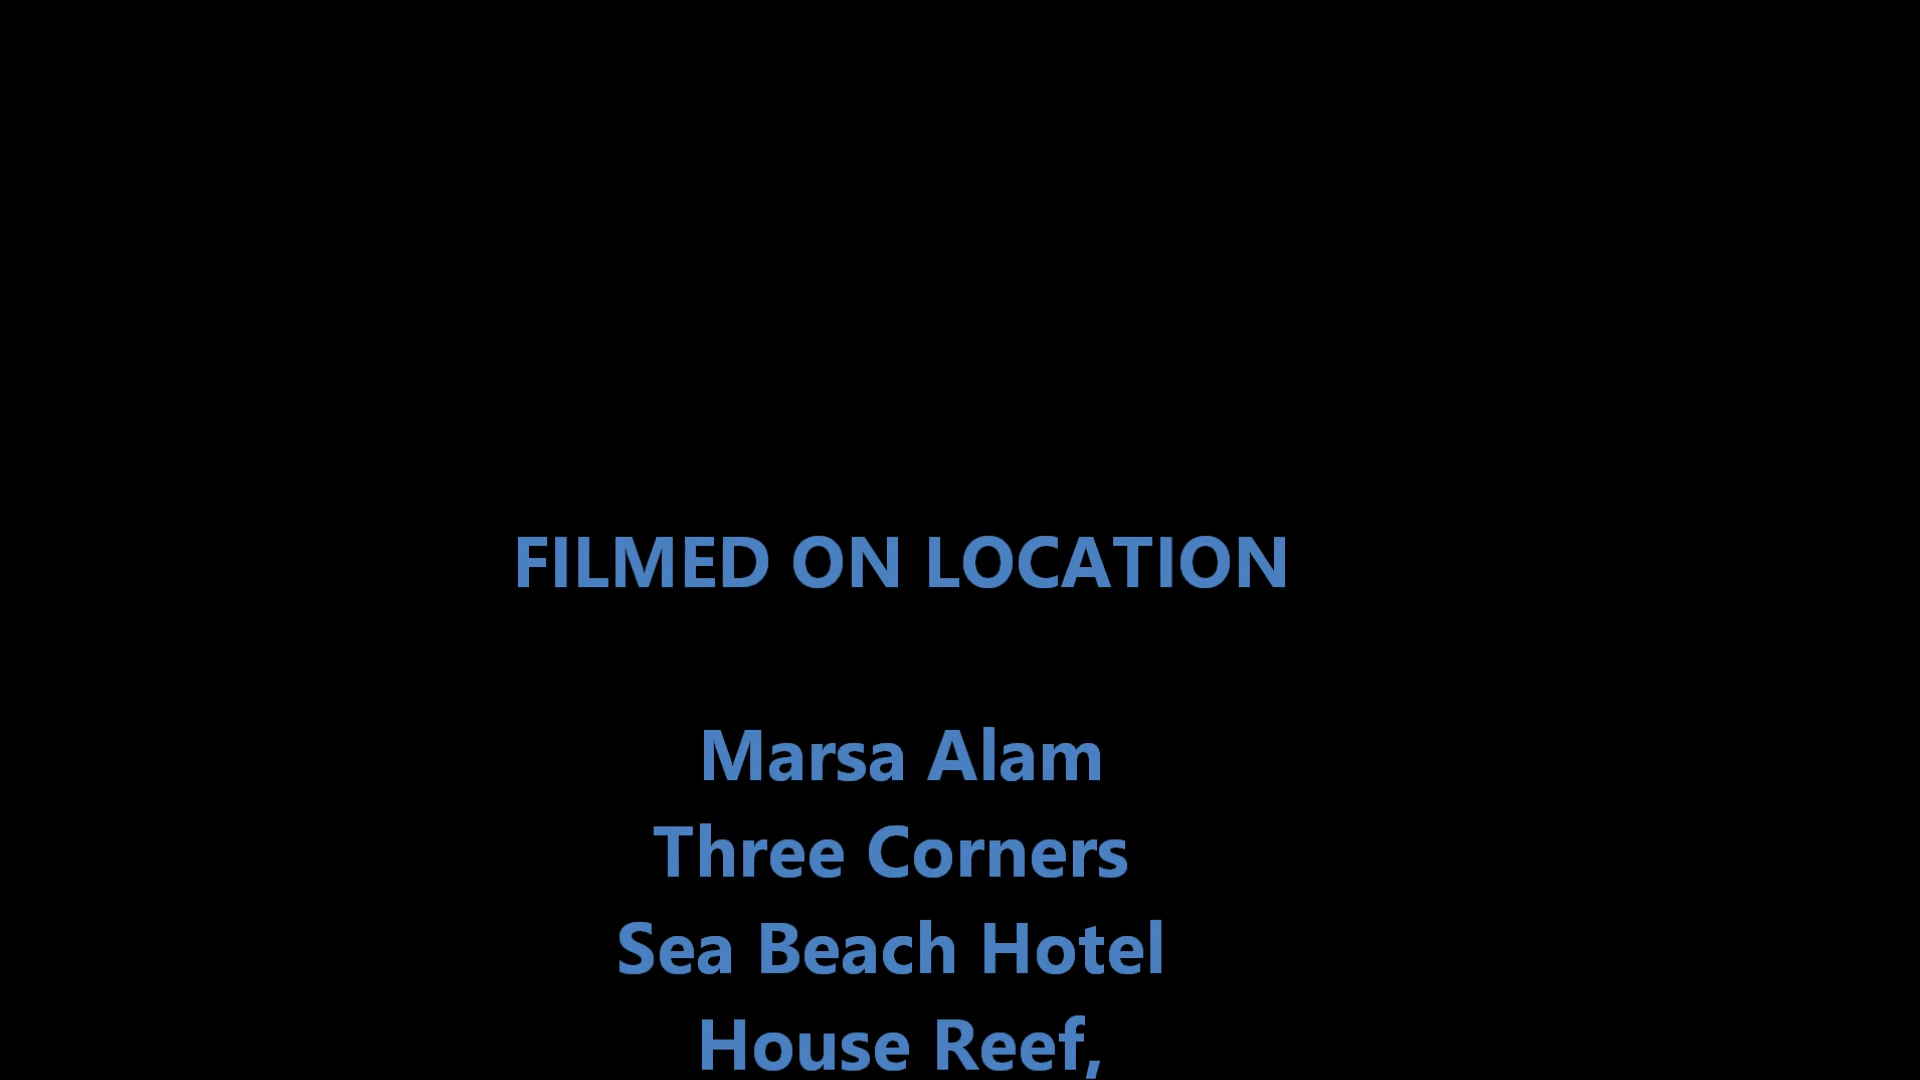 FILMED ON LOCATION
Marsa Alam
Three Corners
Sea Beach Hotel
House Reef,